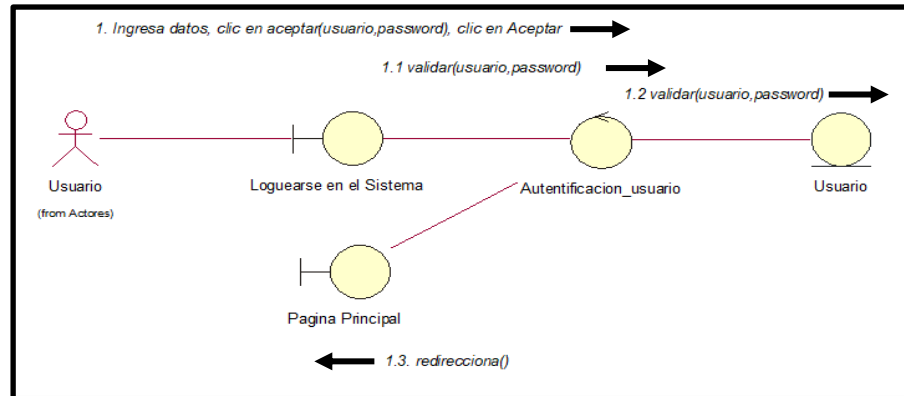 1. Ingresa datos, clic en aceptar(usuario,password), clic en Aceptar
1.1 validar(usuario,password)
1.2 validar(usuario,password)
Usuario
(from Actores)
Loguearse en el Sistema
Autentificacion_usuario
Usuario
Pagina Principal
1.3. redirecciona()